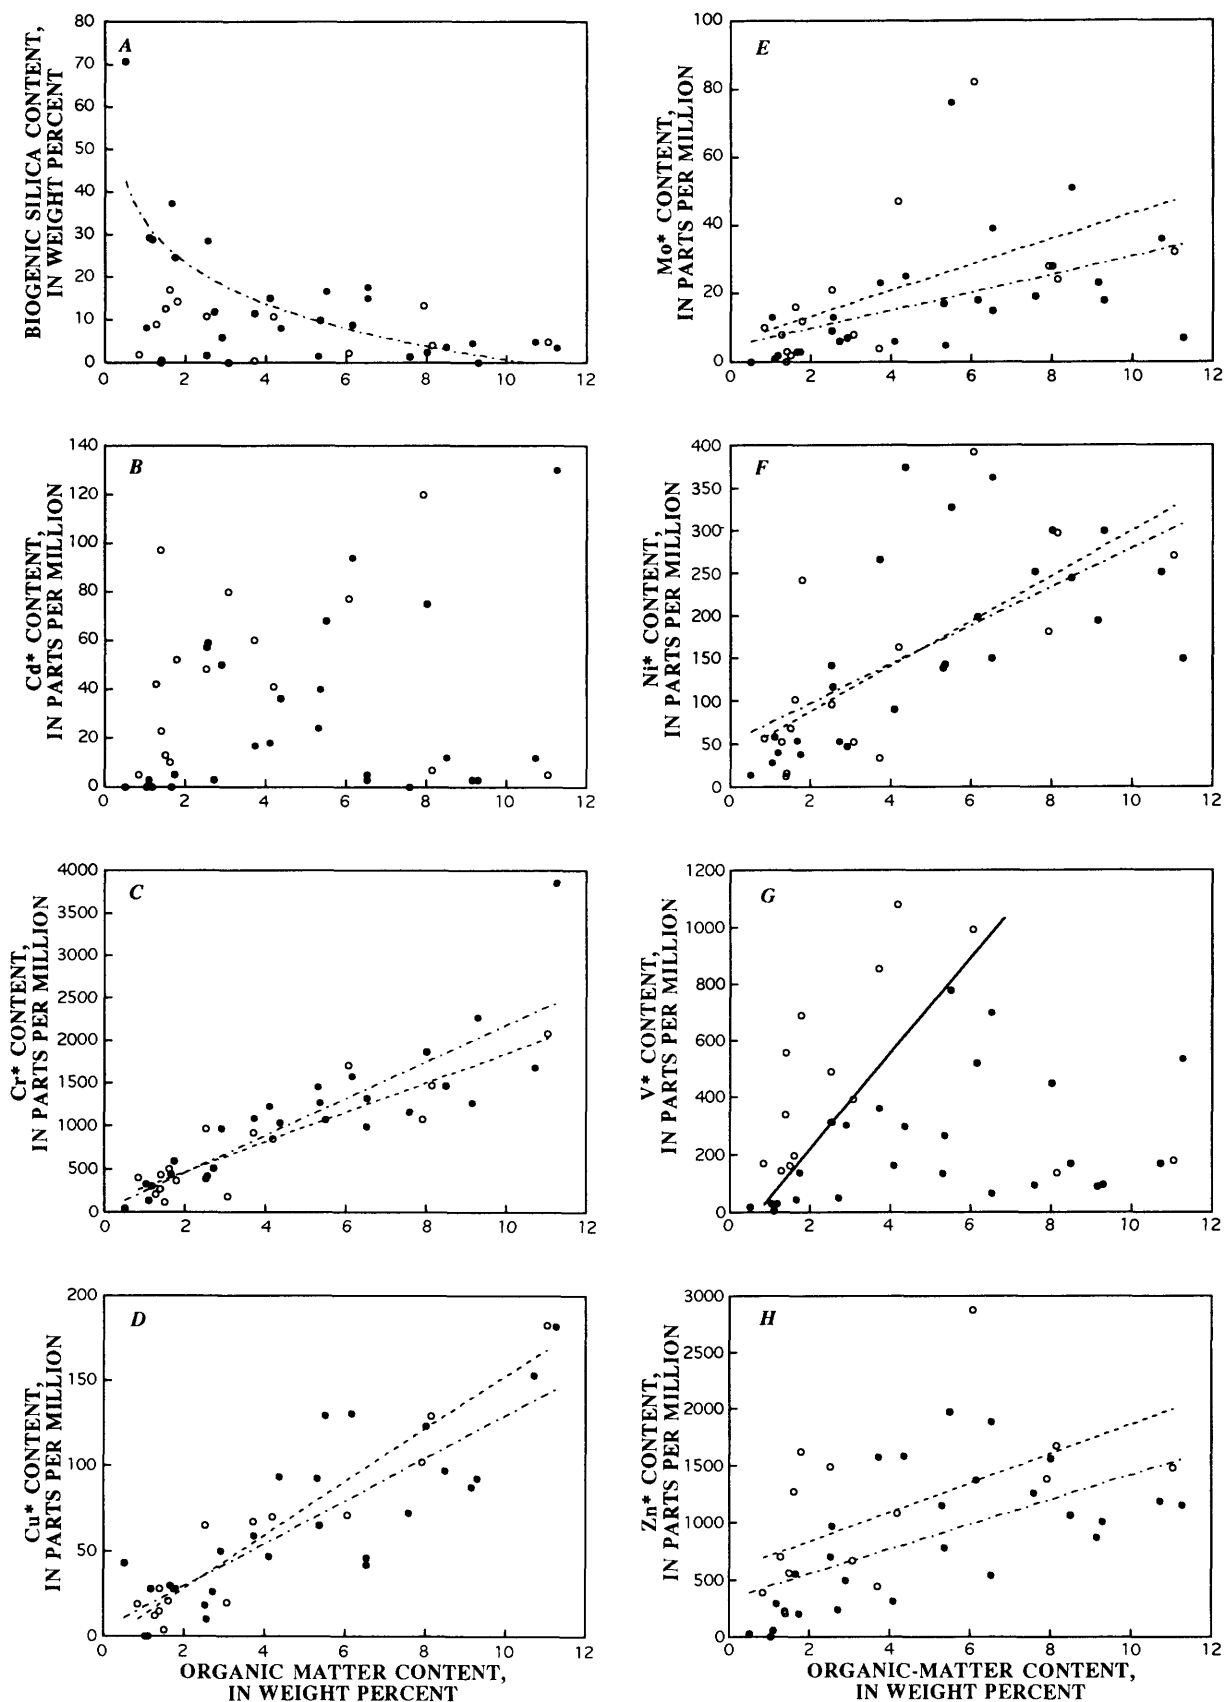 A
BIOGENIC SILICA CONTENT,
IN WEIGHT PERCENT
80
70
60
50
40
30
20
10
0
0 2 4 6 8 10 12
B
Cd* CONTENT,
IN PARTS PER MILLION
140
120
100
80
60
40
20
0
0 2 4 6 8 10 12
C
Cr* CONTENT,
IN PARTS PER MILLION
4000
3500
3000
2500
2000
1500
1000
500
0
0 2 4 6 8 10 12
D
Cu* CONTENT,
IN PARTS PER MILLION
200
150
100
50
0
0 2 4 6 8 10 12
ORGANIC MATTER CONTENT,
IN WEIGHT PERCENT
E
Mo* CONTENT,
IN PARTS PER MILLION
100
80
60
40
20
0
0 2 4 6 8 10 12
F
Ni* CONTENT,
IN PARTS PER MILLION
400
350
300
250
200
150
100
50
0
0 2 4 6 8 10 12
G
V* CONTENT,
IN PARTS PER MILLION
1200
1000
800
600
400
200
0
0 2 4 6 8 10 12
H
Zn* CONTENT,
IN PARTS PER MILLION
3000
2500
2000
1500
1000
500
0
0 2 4 6 8 10 12
ORGANIC-MATTER CONTENT,
IN WEIGHT PERCENT